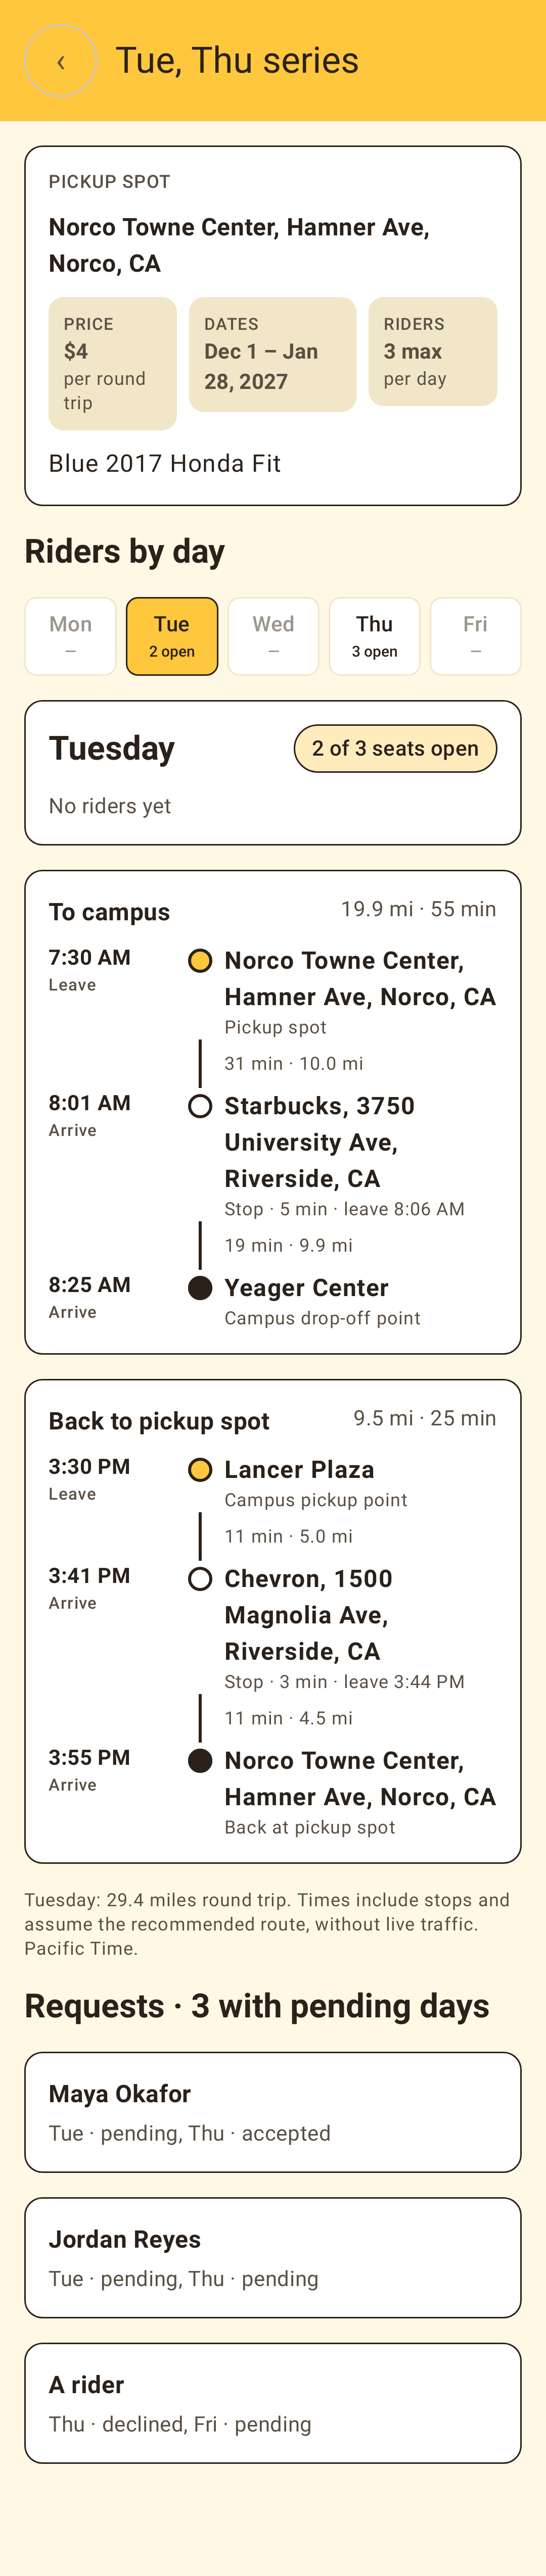 ‹ Tue, Thu series
PICKUP SPOT
Norco Towne Center, Hamner Ave,
Norco, CA
PRICE
$4
per round
trip
DATES
Dec 1 – Jan
28, 2027
RIDERS
3 max
per day
Blue 2017 Honda Fit
Riders by day
Mon
–
Tue
2 open
Wed
–
Thu
3 open
Fri
–
Tuesday
2 of 3 seats open
No riders yet
To campus
19.9 mi · 55 min
7:30 AM
Leave
Norco Towne Center,
Hamner Ave, Norco, CA
Pickup spot
31 min · 10.0 mi
8:01 AM
Arrive
Starbucks, 3750
University Ave,
Riverside, CA
Stop · 5 min · leave 8:06 AM
19 min · 9.9 mi
8:25 AM
Arrive
Yeager Center
Campus drop-off point
Back to pickup spot
9.5 mi · 25 min
3:30 PM
Leave
Lancer Plaza
Campus pickup point
11 min · 5.0 mi
3:41 PM
Arrive
Chevron, 1500
Magnolia Ave,
Riverside, CA
Stop · 3 min · leave 3:44 PM
11 min · 4.5 mi
3:55 PM
Arrive
Norco Towne Center,
Hamner Ave, Norco, CA
Back at pickup spot
Tuesday: 29.4 miles round trip. Times include stops and
assume the recommended route, without live traffic.
Pacific Time.
Requests · 3 with pending days
Maya Okafor
Tue · pending, Thu · accepted
Jordan Reyes
Tue · pending, Thu · pending
A rider
Thu · declined, Fri · pending